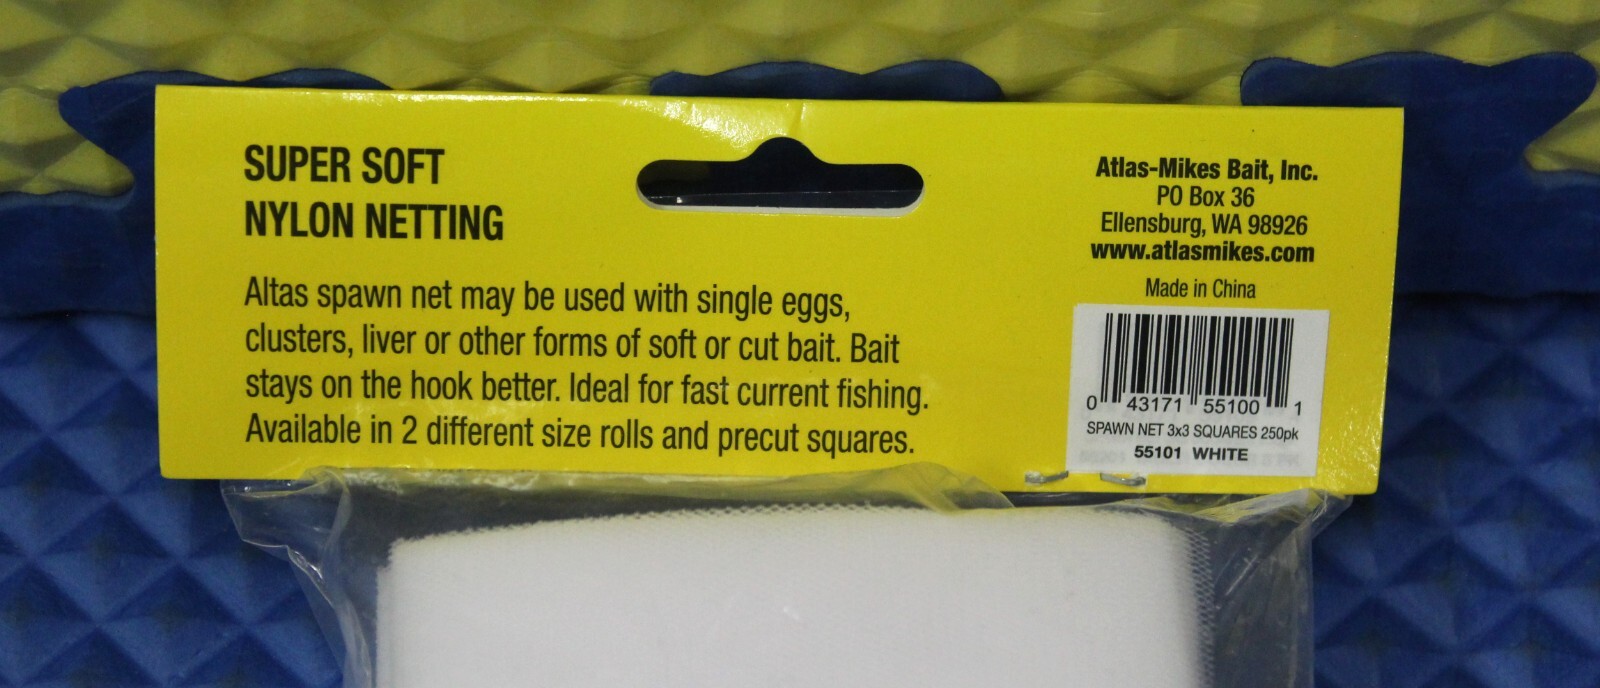 SUPER SOFT
NYLON NETTING
Altas spawn net may be used with single eggs,
clusters, liver or other forms of soft or cut bait. Bait
stays on the hook better. Ideal for fast current fishing.
Available in 2 different size rolls and precut squares.
Atlas-Mikes Bait, Inc.
PO Box 36
Ellensburg, WA 98926
www.atlasmikes.com
Made in China
0 43171 55100 1
SPAWN NET 3x3 SQUARES 250pk
55101 WHITE